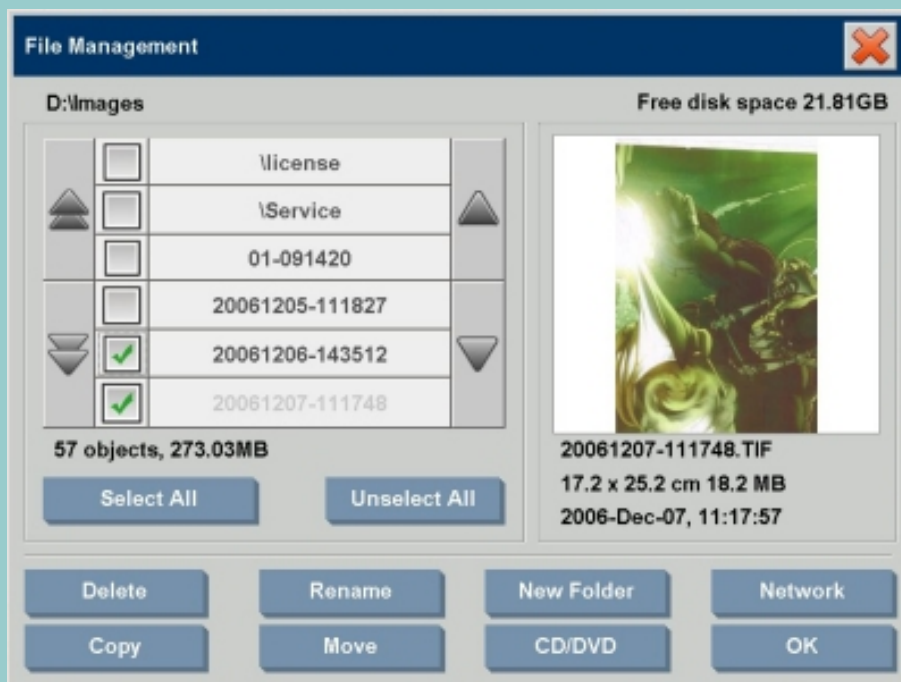 File Management
D:\Images
Free disk space 21.81GB
\license
\Service
01-091420
20061205-111827
20061206-143512
20061207-111748
57 objects, 273.03MB
Select All
Unselect All
20061207-111748.TIF
17.2 x 25.2 cm 18.2 MB
2006-Dec-07, 11:17:57
Delete
Rename
New Folder
Network
Copy
Move
CD/DVD
OK